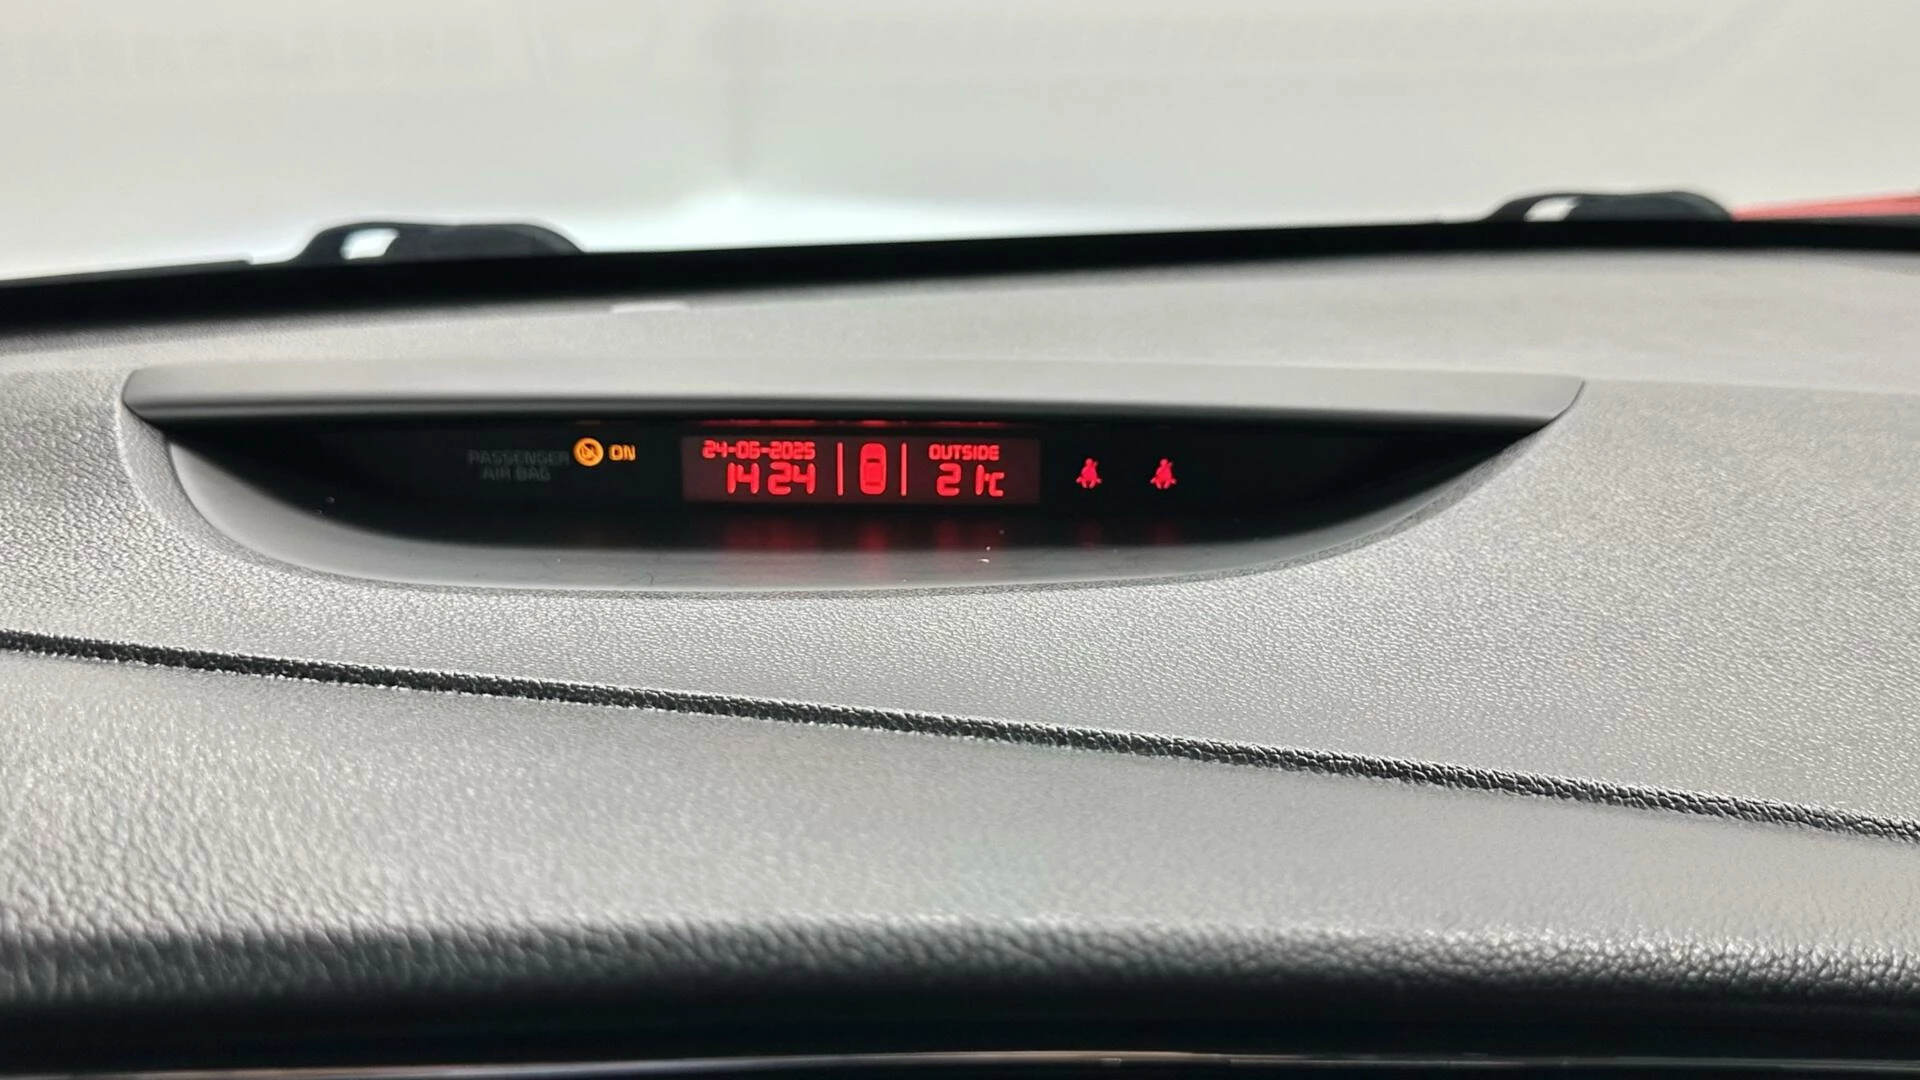 PASSENGER
AIR BAG
ON
24-06-2025
14 24
OUTSIDE
21°C